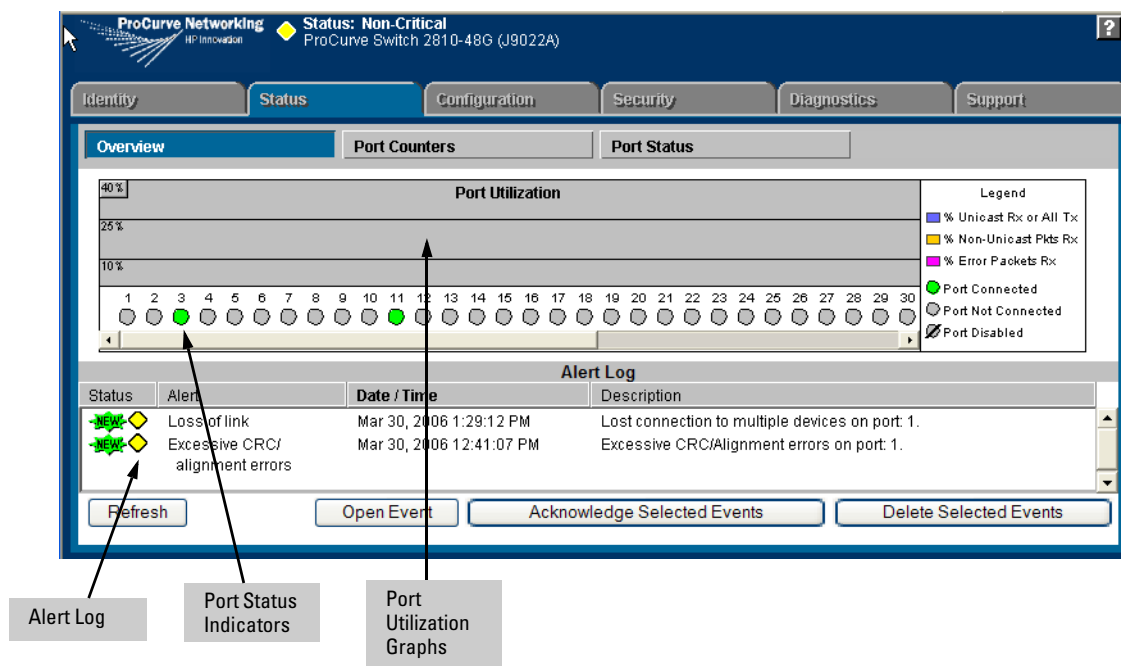 ProCurve Networking
HP Innovation
Status: Non-Critical
ProCurve Switch 2810-48G (J9022A)
?
Identity Status Configuration Security Diagnostics Support
Overview Port Counters Port Status
40 %
Port Utilization
25 %
10 %
1 2 3 4 5 6 7 8 9 10 11 12 13 14 15 16 17 18 19 20 21 22 23 24 25 26 27 28 29 30
Legend
% Unicast Rx or All Tx
% Non-Unicast Pkts Rx
% Error Packets Rx
Port Connected
Port Not Connected
Port Disabled
Alert Log
Status Alert Date / Time Description
NEW! Loss of link Mar 30, 2006 1:29:12 PM Lost connection to multiple devices on port: 1.
NEW! Excessive CRC/ Mar 30, 2006 12:41:07 PM Excessive CRC/Alignment errors on port: 1.
alignment errors
Refresh Open Event Acknowledge Selected Events Delete Selected Events
Alert Log
Port Status
Indicators
Port
Utilization
Graphs